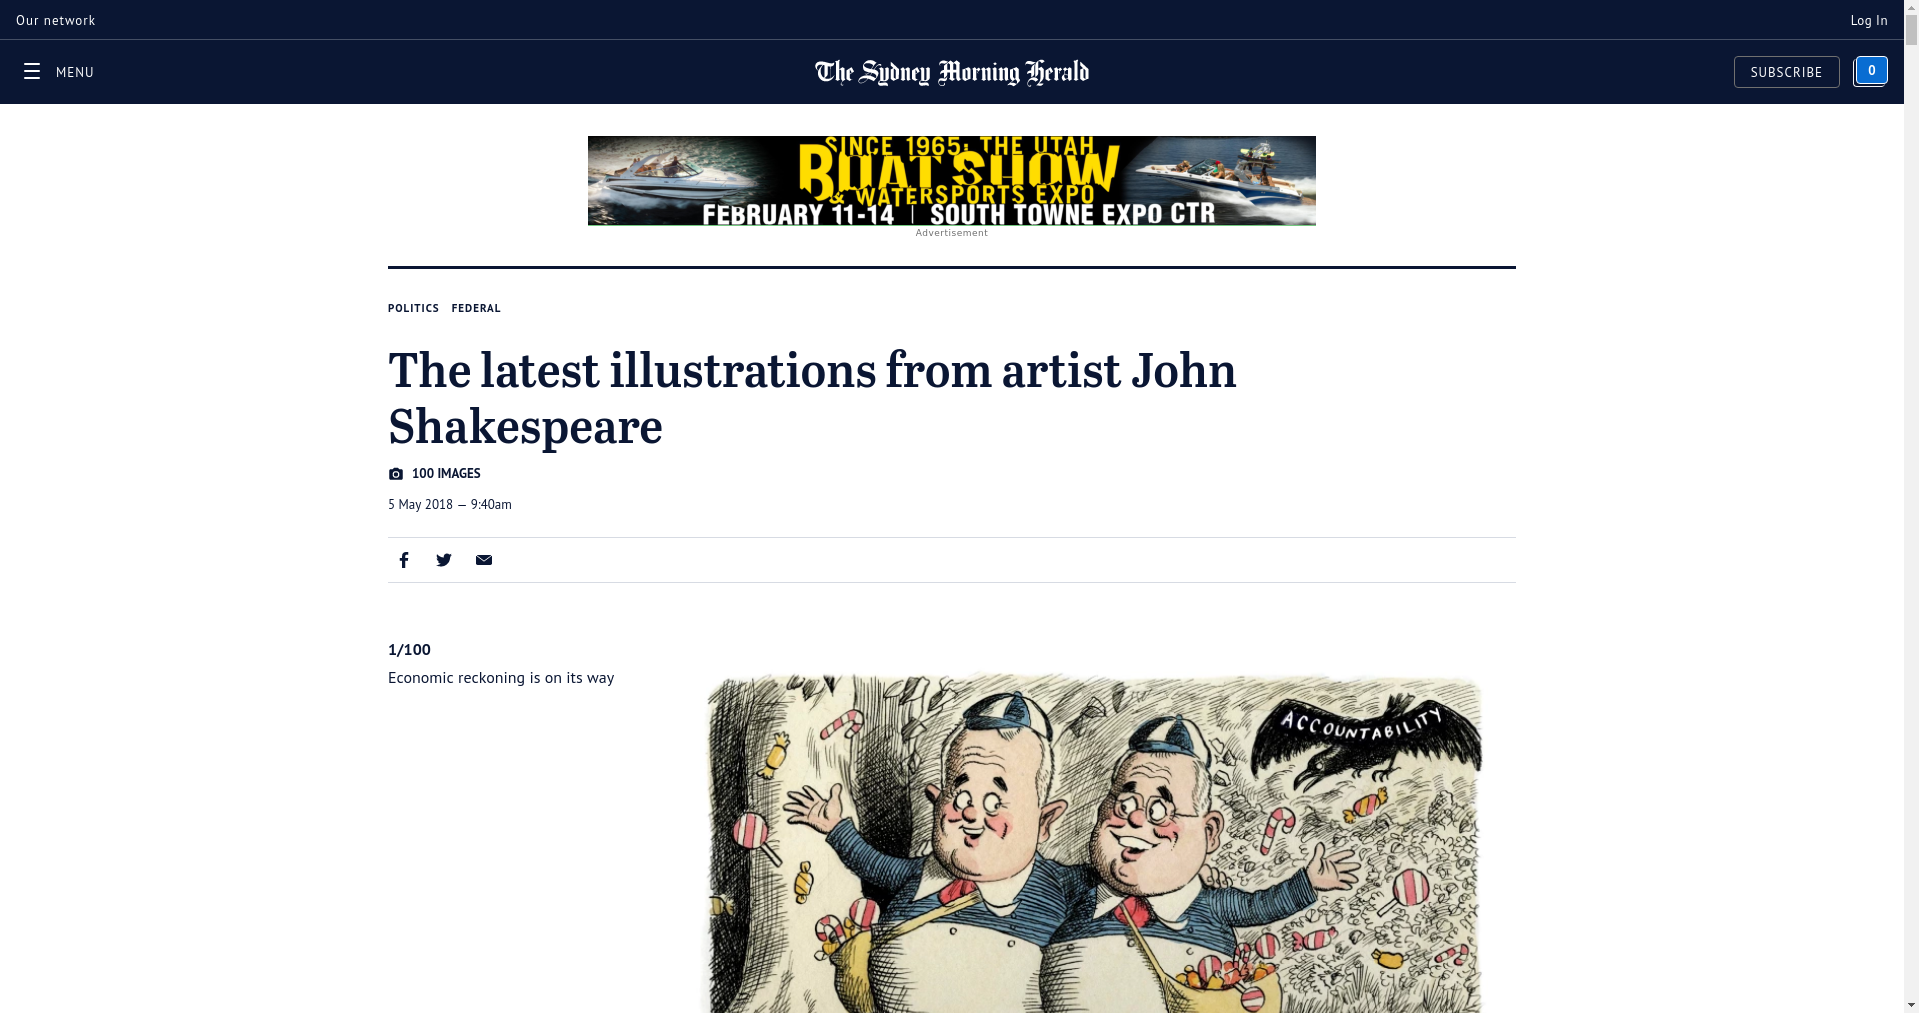 Our network
Log In
MENU
The Sydney Morning Herald
SUBSCRIBE
0
SINCE 1965: THE UTAH
BOAT SHOW
& WATERSPORTS EXPO
FEBRUARY 11-14 | SOUTH TOWNE EXPO CTR
Advertisement
POLITICS FEDERAL
The latest illustrations from artist John
Shakespeare
100 IMAGES
5 May 2018 — 9:40am
1/100
Economic reckoning is on its way
ACCOUNTABILITY